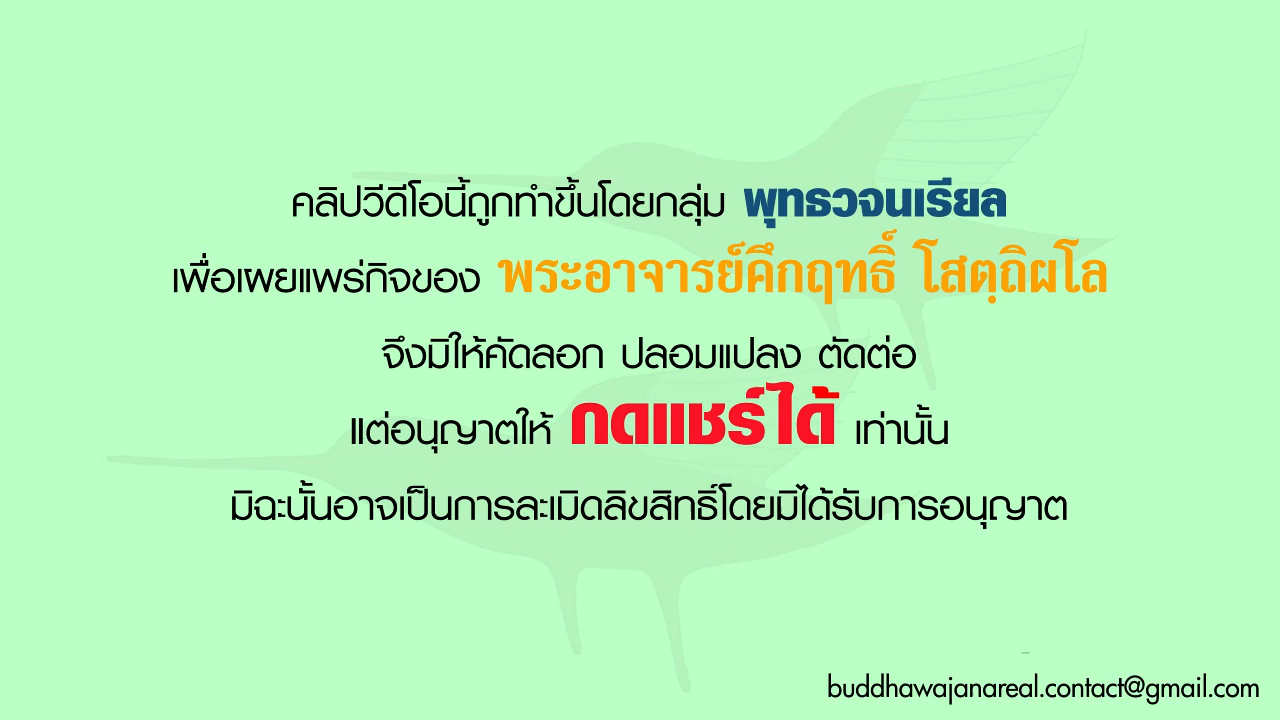 คลิปวีดีโอนี้ถูกทำขึ้นโดยกลุ่ม พุทธวจนเรียล
เพื่อเผยแพร่กิจของ พระอาจารย์คึกฤทธิ์ โสตฺถิผโล
จึงมิให้คัดลอก ปลอมแปลง ตัดต่อ
แต่อนุญาตให้ กดแชร์ได้ เท่านั้น
มิฉะนั้นอาจเป็นการละเมิดลิขสิทธิ์โดยมิได้รับการอนุญาต
buddhawajanareal.contact@gmail.com